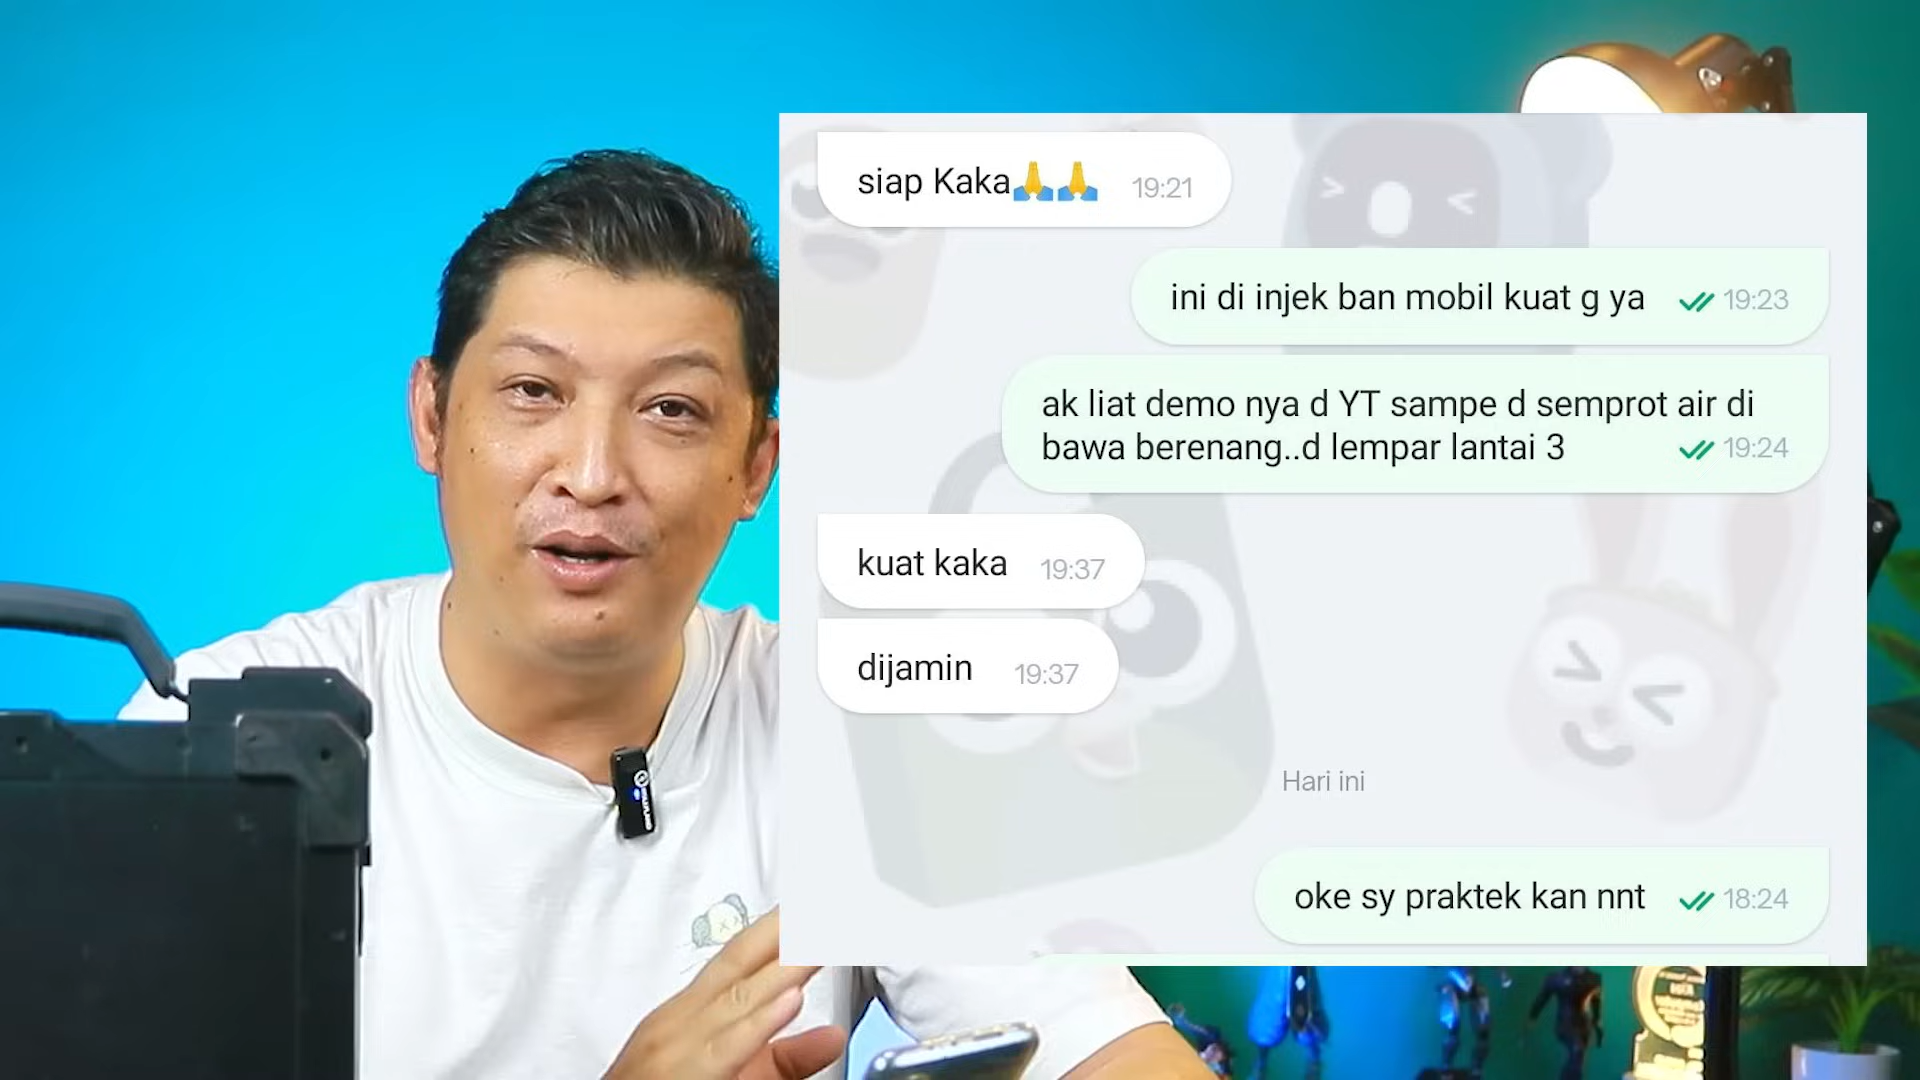 siap Kaka🙏🙏 19:21
ini di injek ban mobil kuat g ya 19:23
ak liat demo nya d YT sampe d semprot air di
bawa berenang..d lempar lantai 3 19:24
kuat kaka 19:37
dijamin 19:37
Hari ini
oke sy praktek kan nnt 18:24